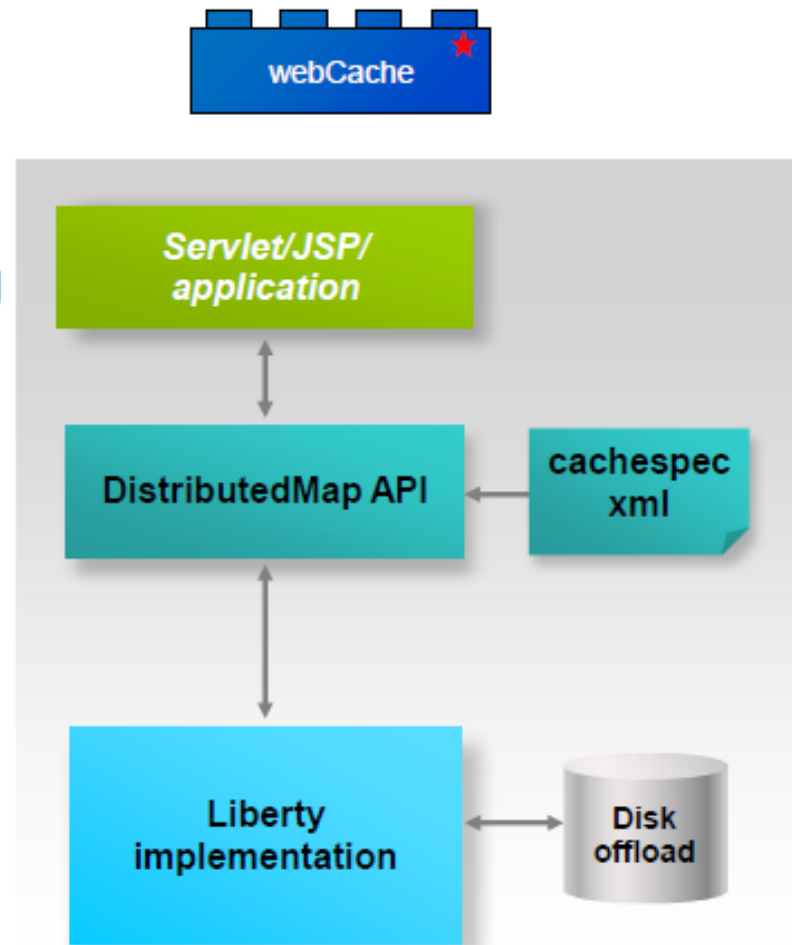 webCache
Servlet/JSP/
application
DistributedMap API
cachespec
xml
Liberty
implementation
Disk
offload